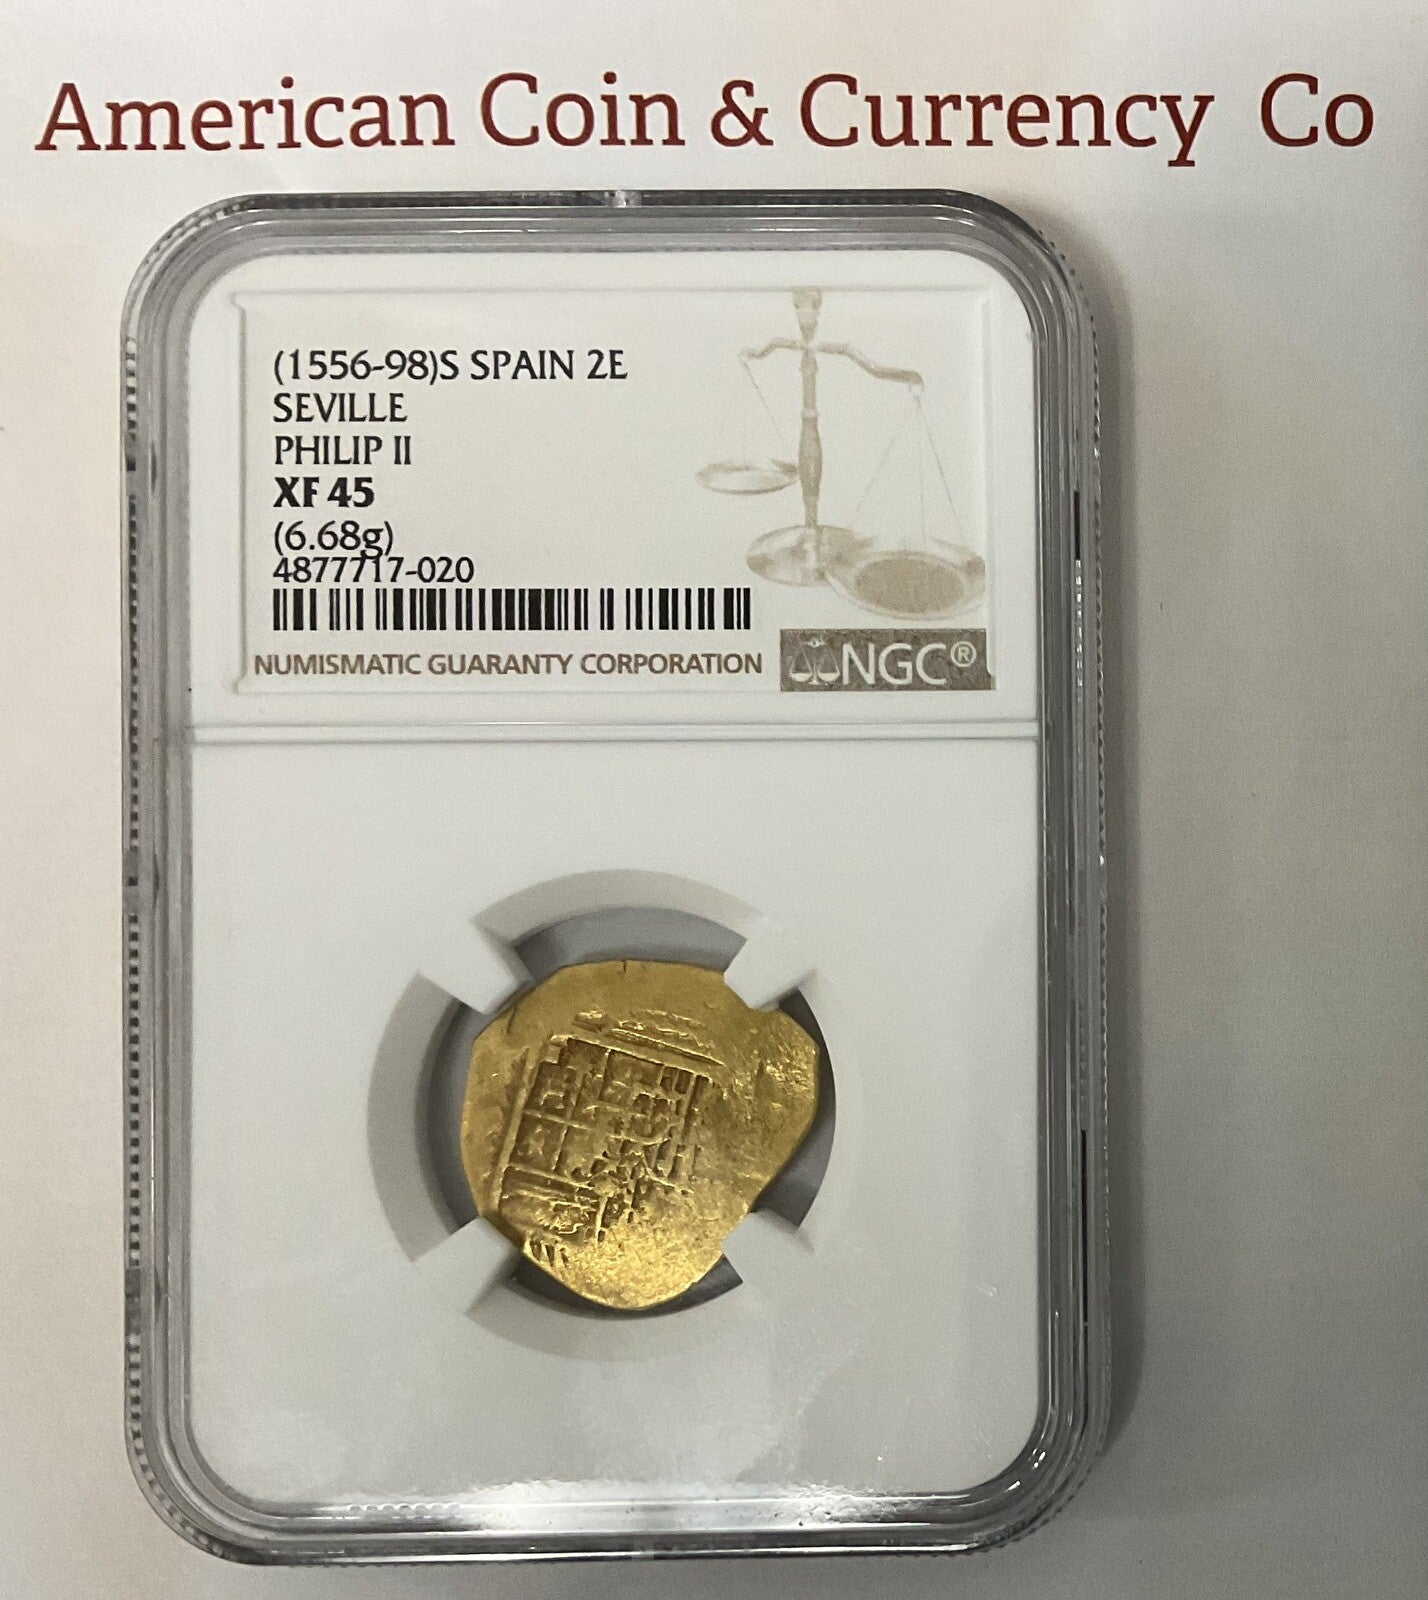 American Coin & Currency Co
(1556-98)S SPAIN 2E
SEVILLE
PHILIP II
XF 45
(6.68g)
4877717-020
NUMISMATIC GUARANTY CORPORATION
NGC®